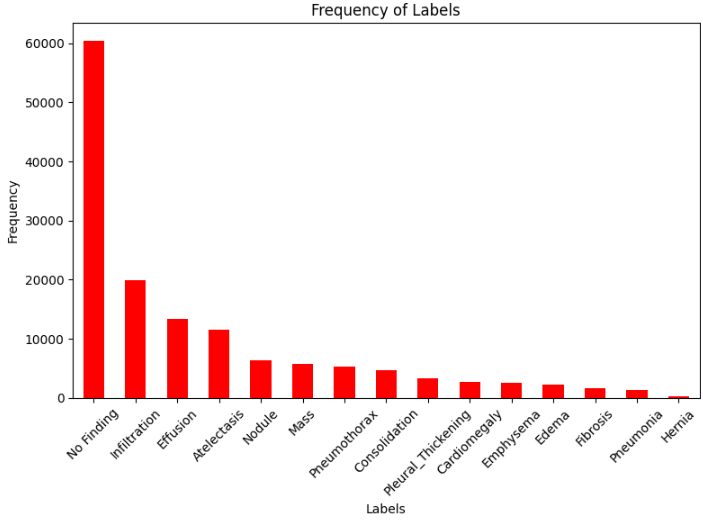 Frequency of Labels
60000
50000
40000
30000
20000
10000
0
Frequency
No Finding
Infiltration
Effusion
Atelectasis
Nodule
Mass
Pneumothorax
Consolidation
Pleural_Thickening
Cardiomegaly
Emphysema
Edema
Fibrosis
Pneumonia
Hernia
Labels